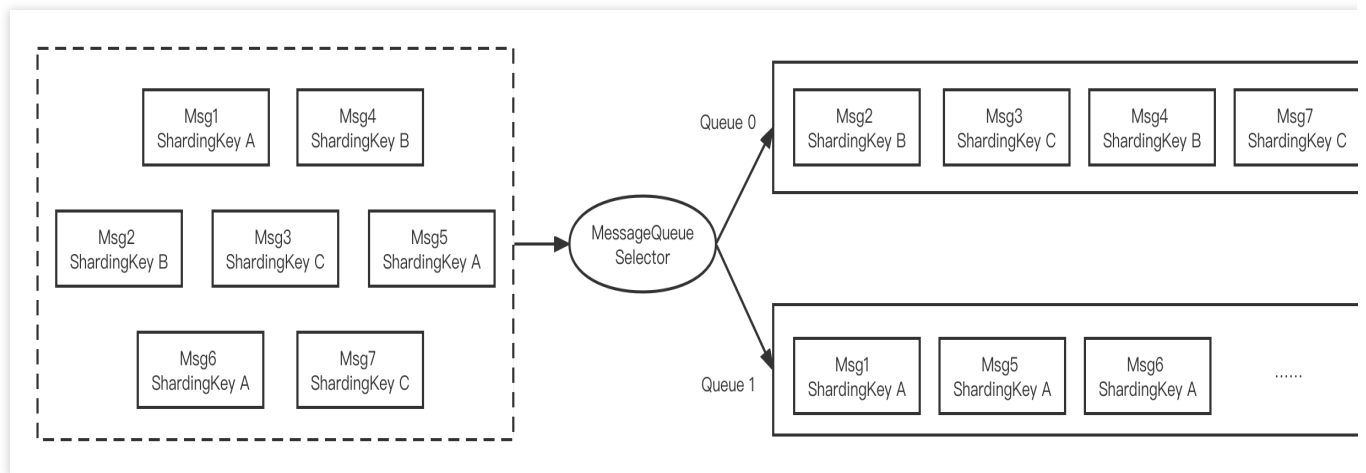 Msg1
ShardingKey A
Msg4
ShardingKey B
Msg2
ShardingKey B
Msg3
ShardingKey C
Msg5
ShardingKey A
Msg6
ShardingKey A
Msg7
ShardingKey C
MessageQueue
Selector
Queue 0
Msg2
ShardingKey B
Msg3
ShardingKey C
Msg4
ShardingKey B
Msg7
ShardingKey C
Queue 1
Msg1
ShardingKey A
Msg5
ShardingKey A
Msg6
ShardingKey A
......